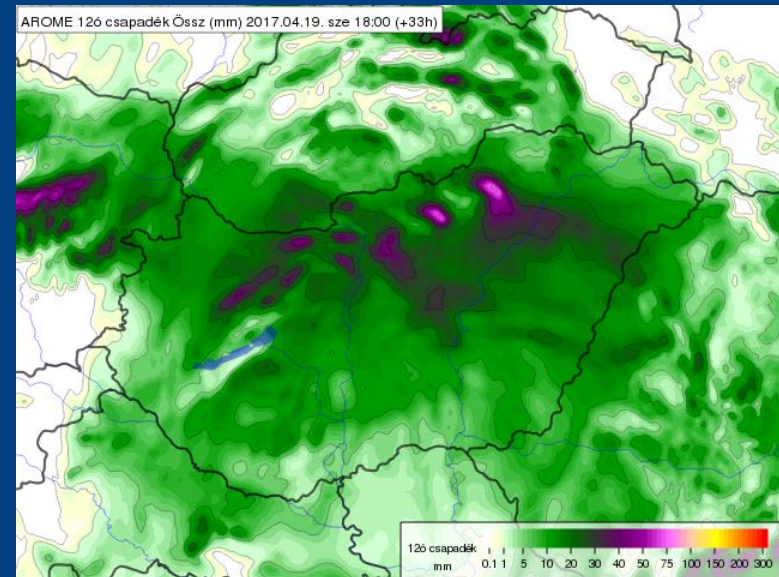 AROME 12ó csapadék Össz (mm) 2017.04.19. sze 18:00 (+33h)
12ó csapadék
mm
0.1 1 5 10 20 30 40 50 75 100 150 200 300